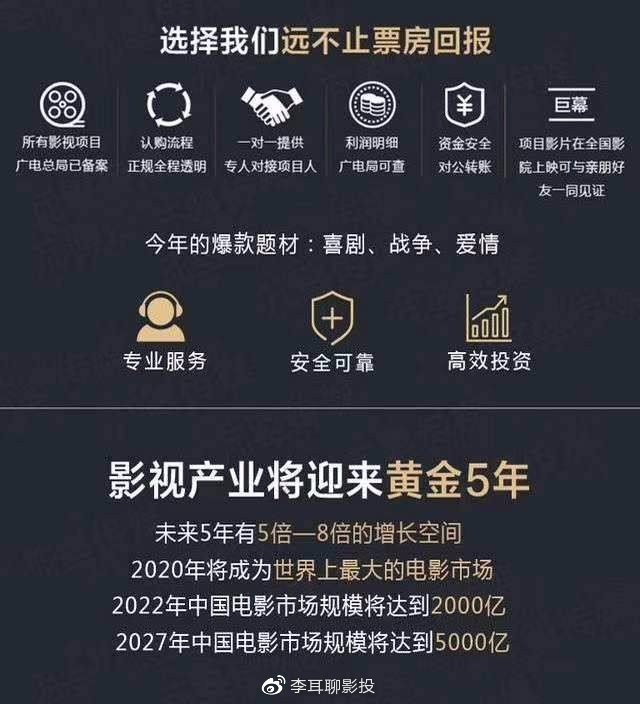 选择我们远不止票房回报
巨幕
所有影视项目
广电总局已备案
认购流程
正规全程透明
一对一提供
专人对接项目人
利润明细
广电局可查
资金安全
对公转账
项目影片在全国影
院上映可与亲朋好
友一同见证
今年的爆款题材：喜剧、战争、爱情
专业服务
安全可靠
高效投资
影视产业将迎来黄金5年
未来5年有5倍—8倍的增长空间
2020年将成为世界上最大的电影市场
2022年中国电影市场规模将达到2000亿
2027年中国电影市场规模将达到5000亿
李耳聊影投